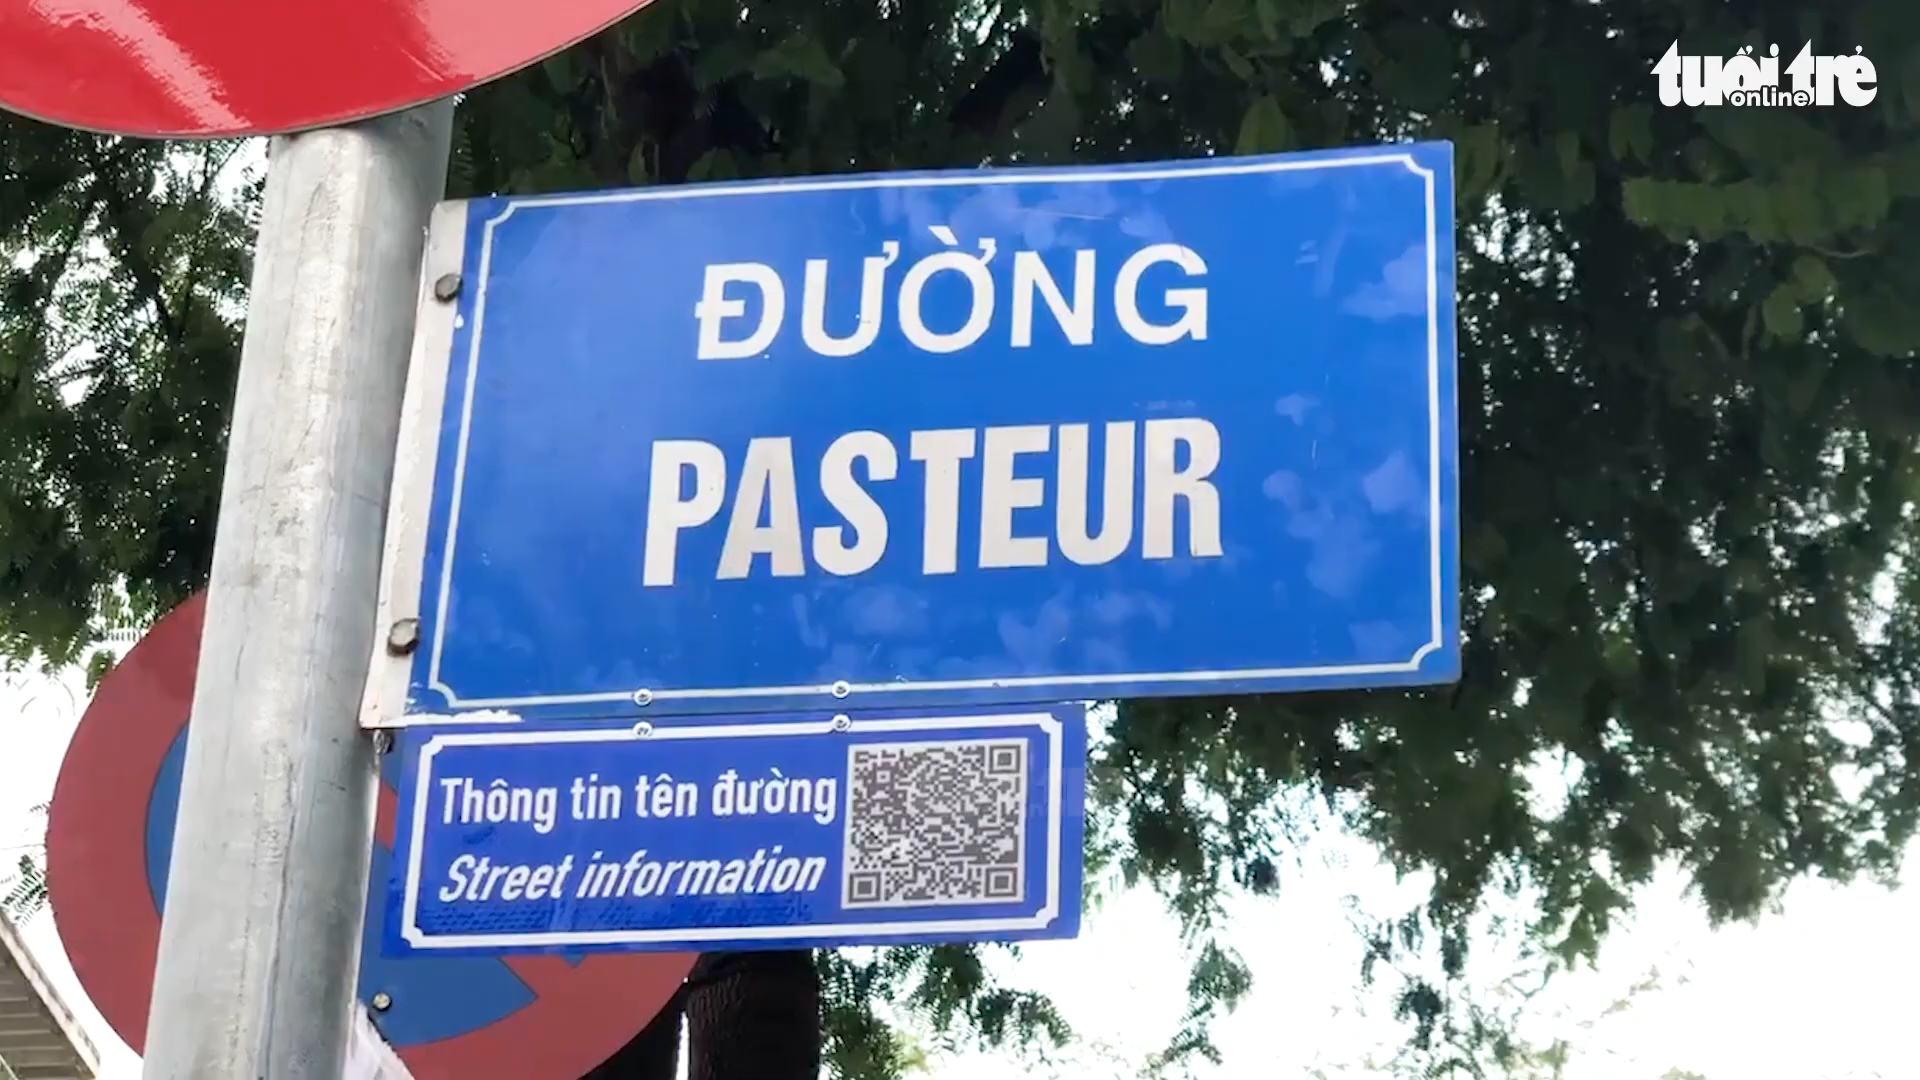 tuổi trẻ
online
ĐƯỜNG
PASTEUR
Thông tin tên đường
Street information